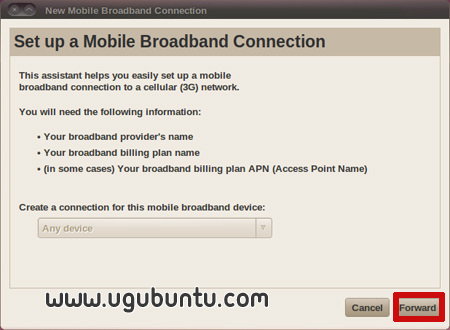 New Mobile Broadband Connection
Set up a Mobile Broadband Connection
This assistant helps you easily set up a mobile
broadband connection to a cellular (3G) network.
You will need the following information:
• Your broadband provider's name
• Your broadband billing plan name
• (in some cases) Your broadband billing plan APN (Access Point Name)
Create a connection for this mobile broadband device:
Any device
www.ugubuntu.com
Cancel
Forward